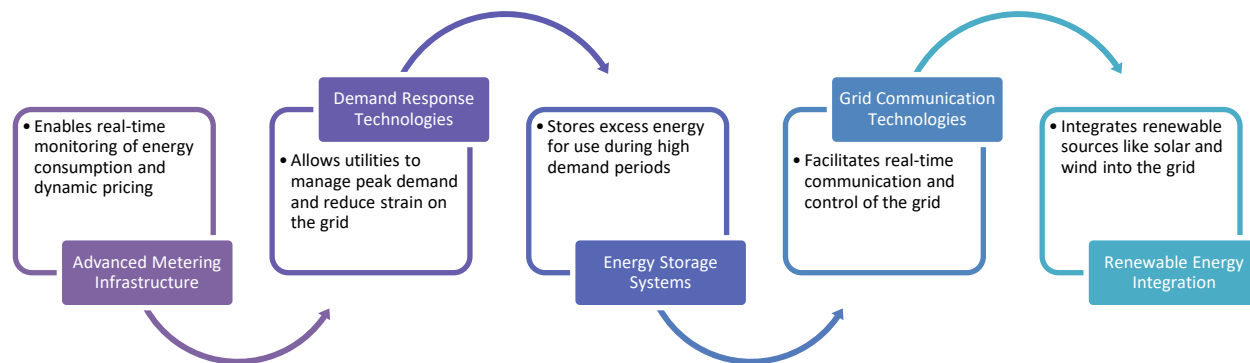 • Enables real-time
monitoring of energy
consumption and
dynamic pricing
Advanced Metering
Infrastructure
Demand Response
Technologies
• Allows utilities to
manage peak demand
and reduce strain on
the grid
• Stores excess energy
for use during high
demand periods
Energy Storage
Systems
Grid Communication
Technologies
• Facilitates real-time
communication and
control of the grid
• Integrates renewable
sources like solar and
wind into the grid
Renewable Energy
Integration